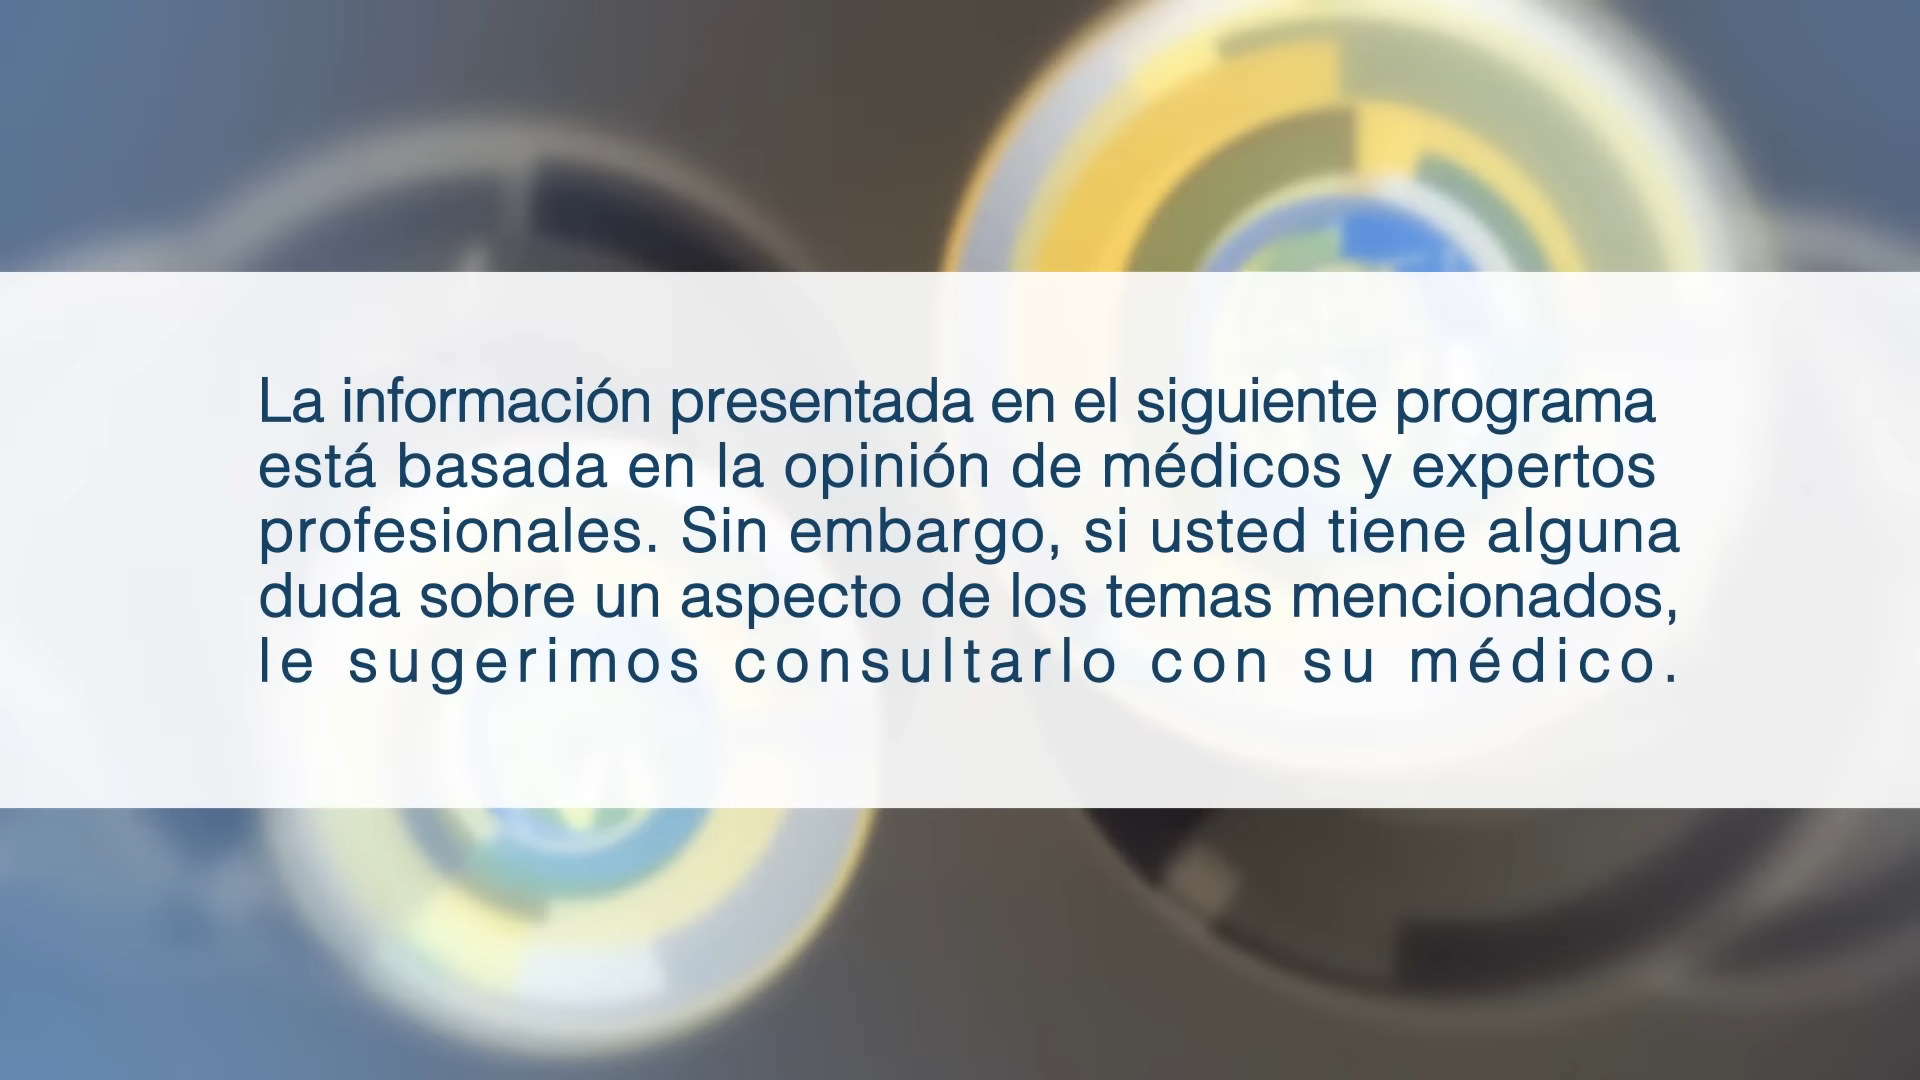 La información presentada en el siguiente programa
está basada en la opinión de médicos y expertos
profesionales. Sin embargo, si usted tiene alguna
duda sobre un aspecto de los temas mencionados,
le sugerimos consultarlo con su médico.